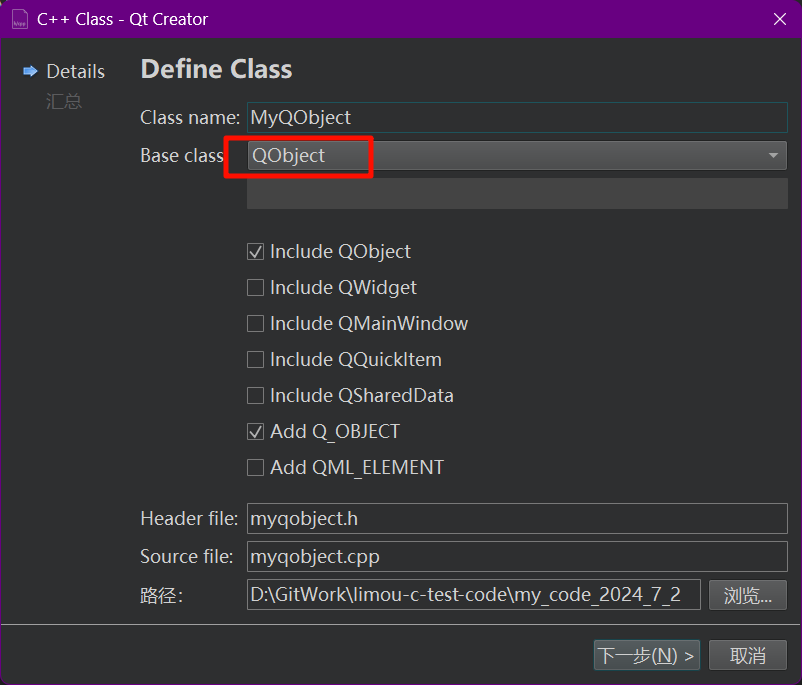 C++ Class - Qt Creator
Details
汇总
Define Class
Class name: MyQObject
Base class QObject
Include QObject
Include QWidget
Include QMainWindow
Include QQuickItem
Include QSharedData
Add Q_OBJECT
Add QML_ELEMENT
Header file: myqobject.h
Source file: myqobject.cpp
路径: D:\GitWork\limou-c-test-code\my_code_2024_7_2 浏览...
下一步(N) > 取消